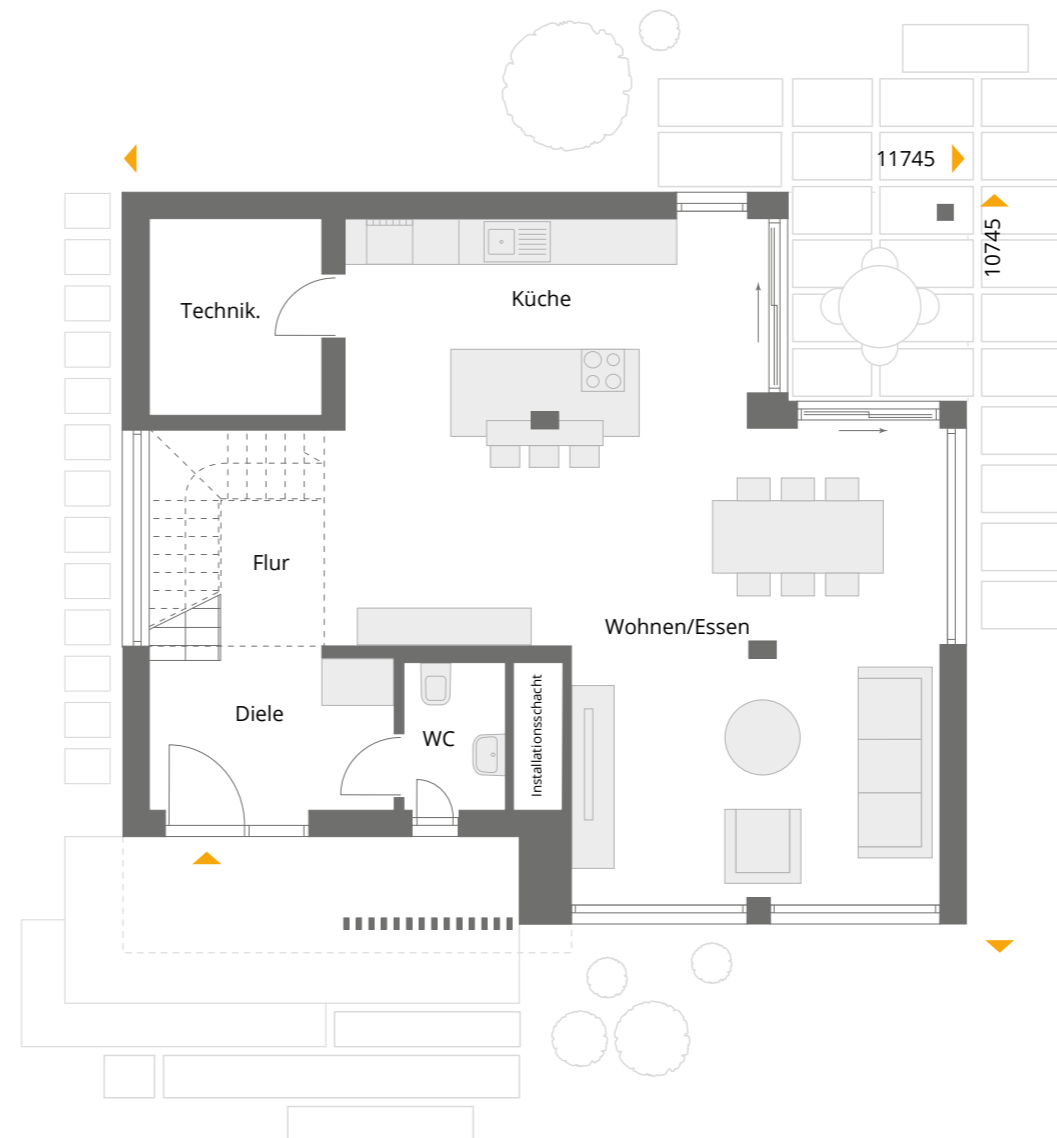 11745
10745
Küche
Technik.
Flur
Wohnen/Essen
Diele
WC
Installationsschacht